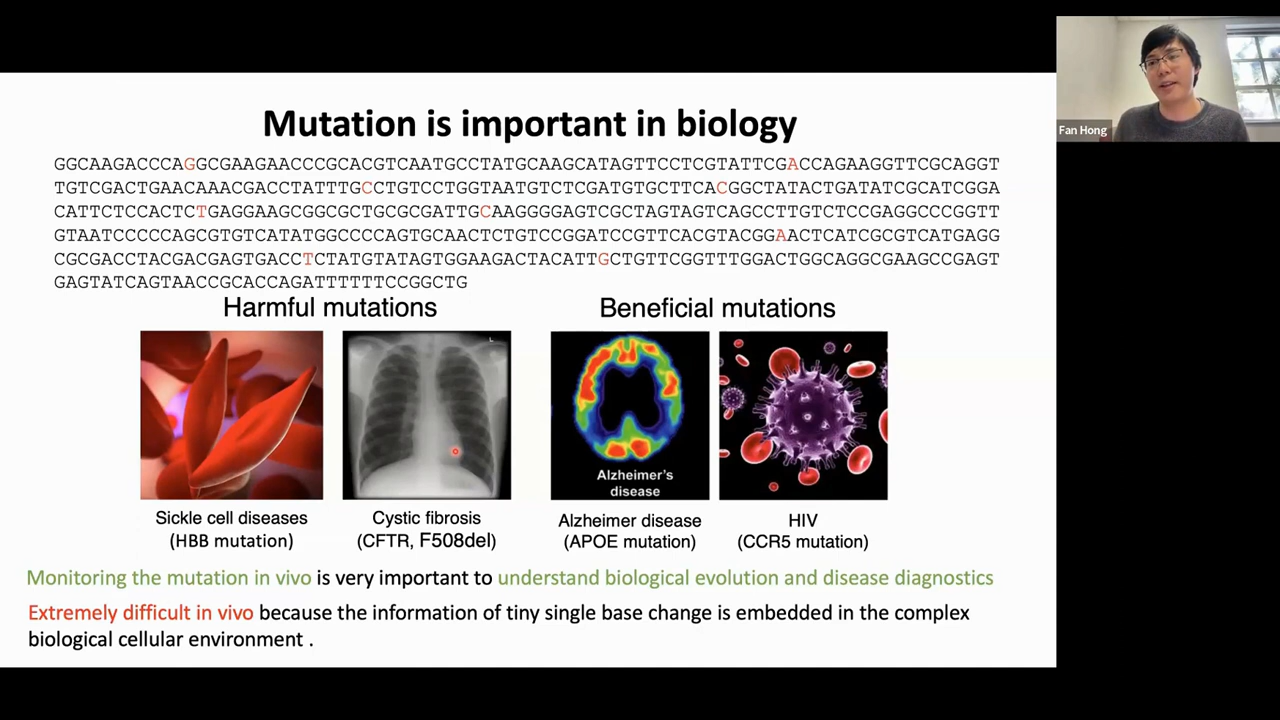 Mutation is important in biology
GGCAAGACCCAGGCGAAGAACCCGCACGTCAATGCCTATGCAAGCATAGTTCCTCGTATTCGACCAGAAGGTTCGCAGGT
TGTCGACTGAACAAACGACCTATTTGCCTGTCCTGGTAATGTCTCGATGTGCTTCACGGCTATACTGATATCGCATCGGA
CATTCTCCACTCTGAGGAAGCGGCGCTGCGCGATTGCAAGGGGAGTCGCTAGTAGTCAGCCTTGTCTCCGAGGCCCGGTT
GTAATCCCCCAGCGTGTCATATGGCCCCAGTGCAACTCTGTCCGGATCCGTTCACGTACGGAACTCATCGCGTCATGAGG
CGCGACCTACGACGAGTGACCTCTATGTATAGTGGAAGACTACATTGCTGTTCGGTTTGGACTGGCAGGCGAAGCCGAGT
GAGTATCAGTAACCGCACCAGATTTTTTCCGGCTG
Harmful mutations
Beneficial mutations
L
Alzheimer's
disease
Sickle cell diseases
(HBB mutation)
Cystic fibrosis
(CFTR, F508del)
Alzheimer disease
(APOE mutation)
HIV
(CCR5 mutation)
Monitoring the mutation in vivo is very important to understand biological evolution and disease diagnostics
Extremely difficult in vivo because the information of tiny single base change is embedded in the complex
biological cellular environment .
Fan Hong